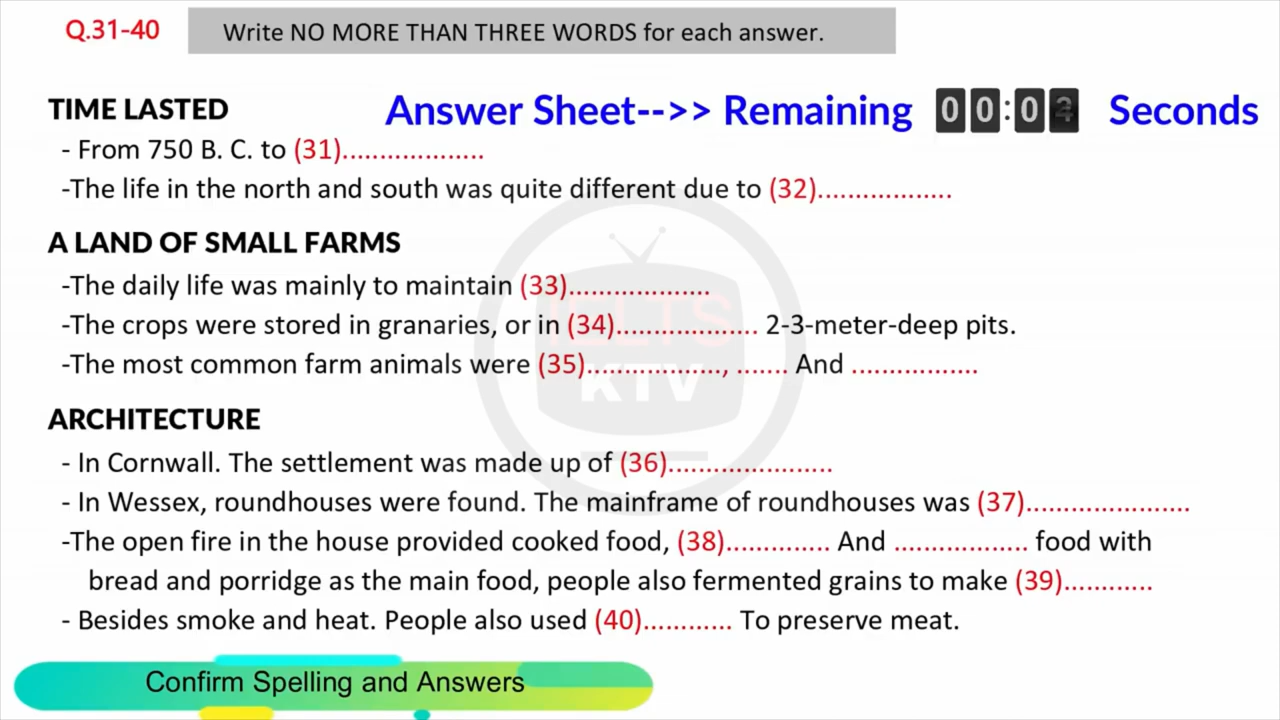 Q.31-40
Write NO MORE THAN THREE WORDS for each answer.
TIME LASTED
Answer Sheet-->> Remaining 00:0 Seconds
- From 750 B. C. to (31)...................
-The life in the north and south was quite different due to (32)..................
A LAND OF SMALL FARMS
-The daily life was mainly to maintain (33)...................
-The crops were stored in granaries, or in (34)................... 2-3-meter-deep pits.
-The most common farm animals were (35).................., ....... And .................
ARCHITECTURE
- In Cornwall. The settlement was made up of (36)......................
- In Wessex, roundhouses were found. The mainframe of roundhouses was (37)......................
-The open fire in the house provided cooked food, (38).............. And .................. food with
bread and porridge as the main food, people also fermented grains to make (39)............
- Besides smoke and heat. People also used (40)............ To preserve meat.
IELTS
KTV
Confirm Spelling and Answers